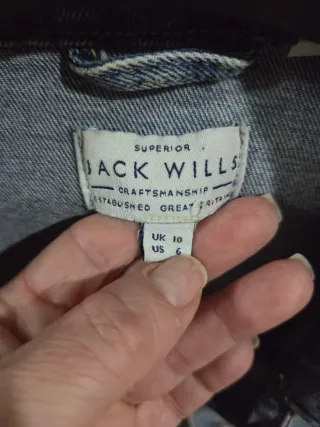 SUPERIOR
JACK WILLS
CRAFTSMANSHIP
ESTABLISHED GREAT BRITAIN
UK 10
US 6